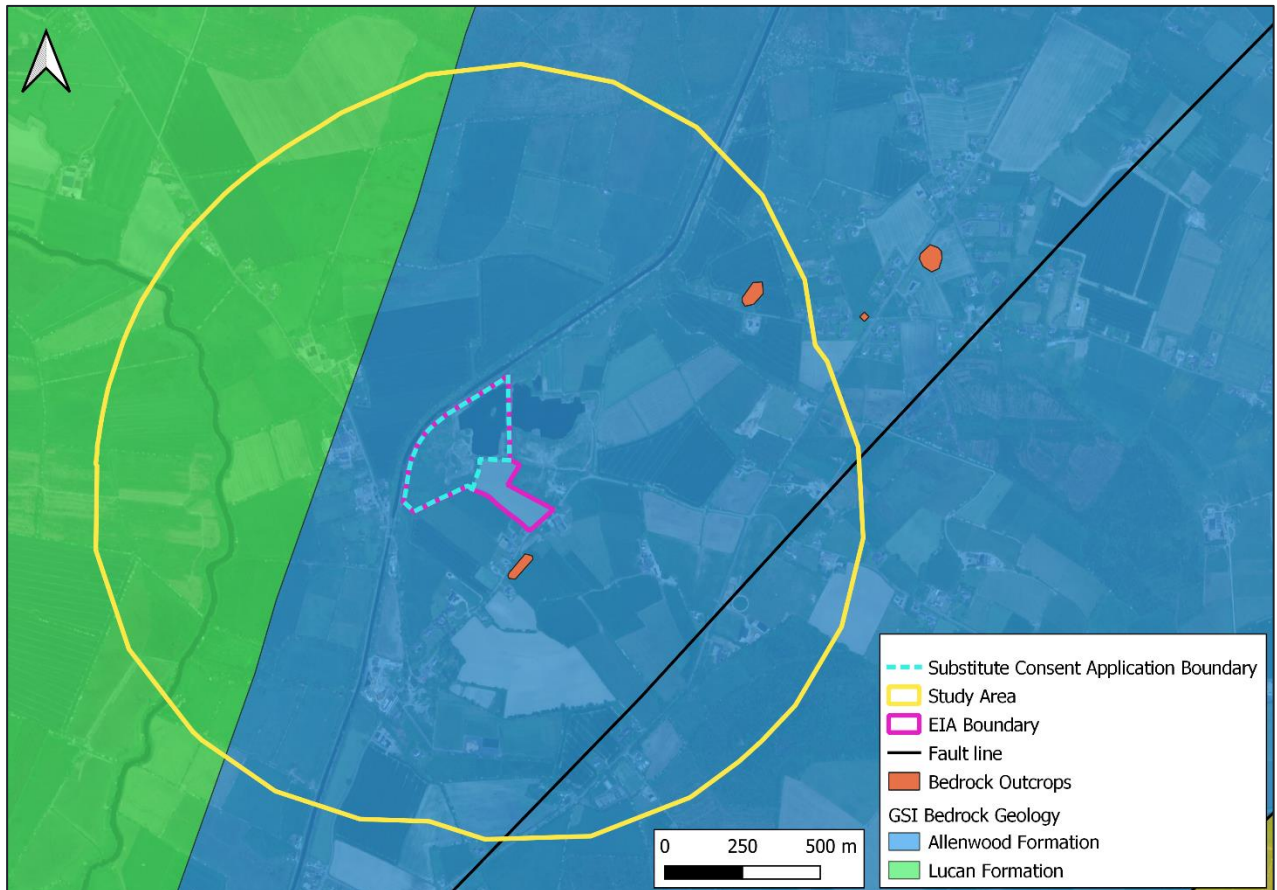 Substitute Consent Application Boundary
Study Area
EIA Boundary
Fault line
Bedrock Outcrops
GSI Bedrock Geology
Allenwood Formation
Lucan Formation
0 250 500 m